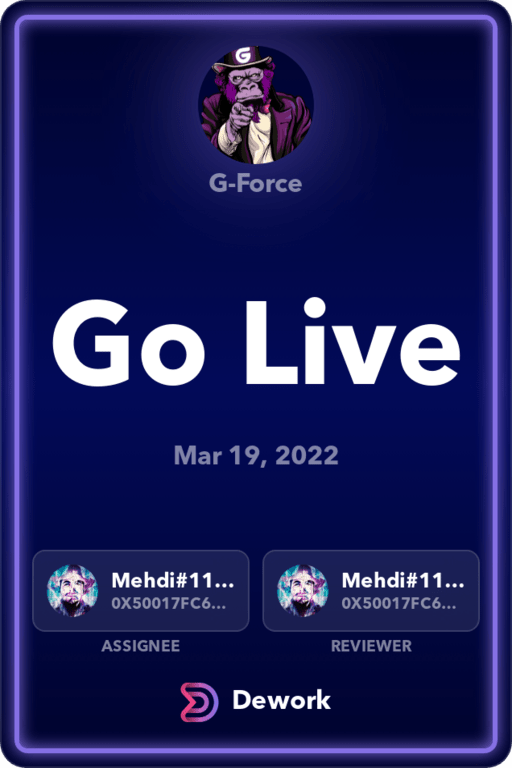 G
G-Force
Go Live
Mar 19, 2022
Mehdi#11... Mehdi#11...
0X50017FC6... 0X50017FC6...
ASSIGNEE REVIEWER
Dework